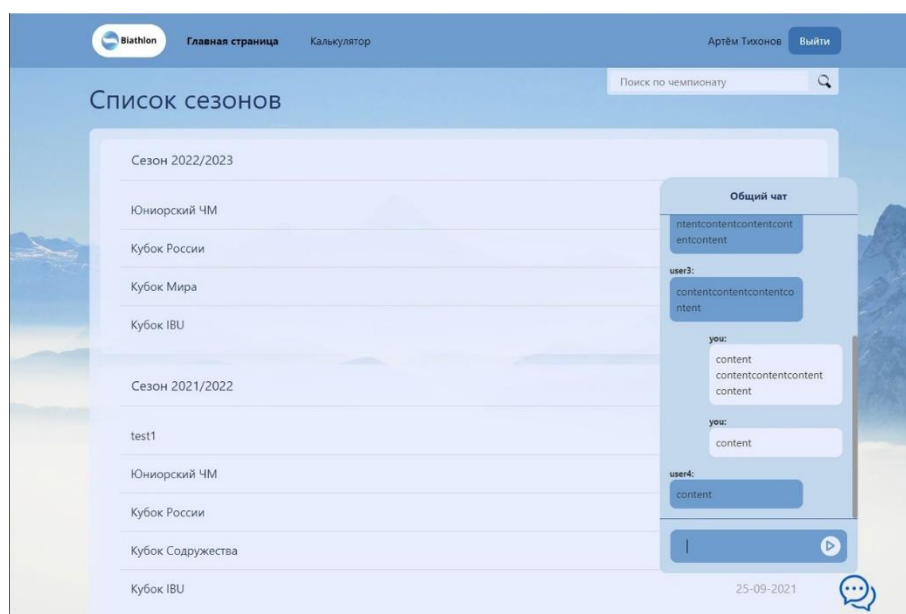 Biathlon
Главная страница
Калькулятор
Артём Тихонов
Выйти
Поиск по чемпионату
Список сезонов
Сезон 2022/2023
Юниорский ЧМ
Кубок России
Кубок Мира
Кубок IBU
Сезон 2021/2022
test1
Юниорский ЧМ
Кубок России
Кубок Содружества
Кубок IBU
25-09-2021
Общий чат
ntentcontentcontentcont
entcontent
user3:
contentcontentcontentco
ntent
you:
content
contentcontentcontent
content
you:
content
user4:
content